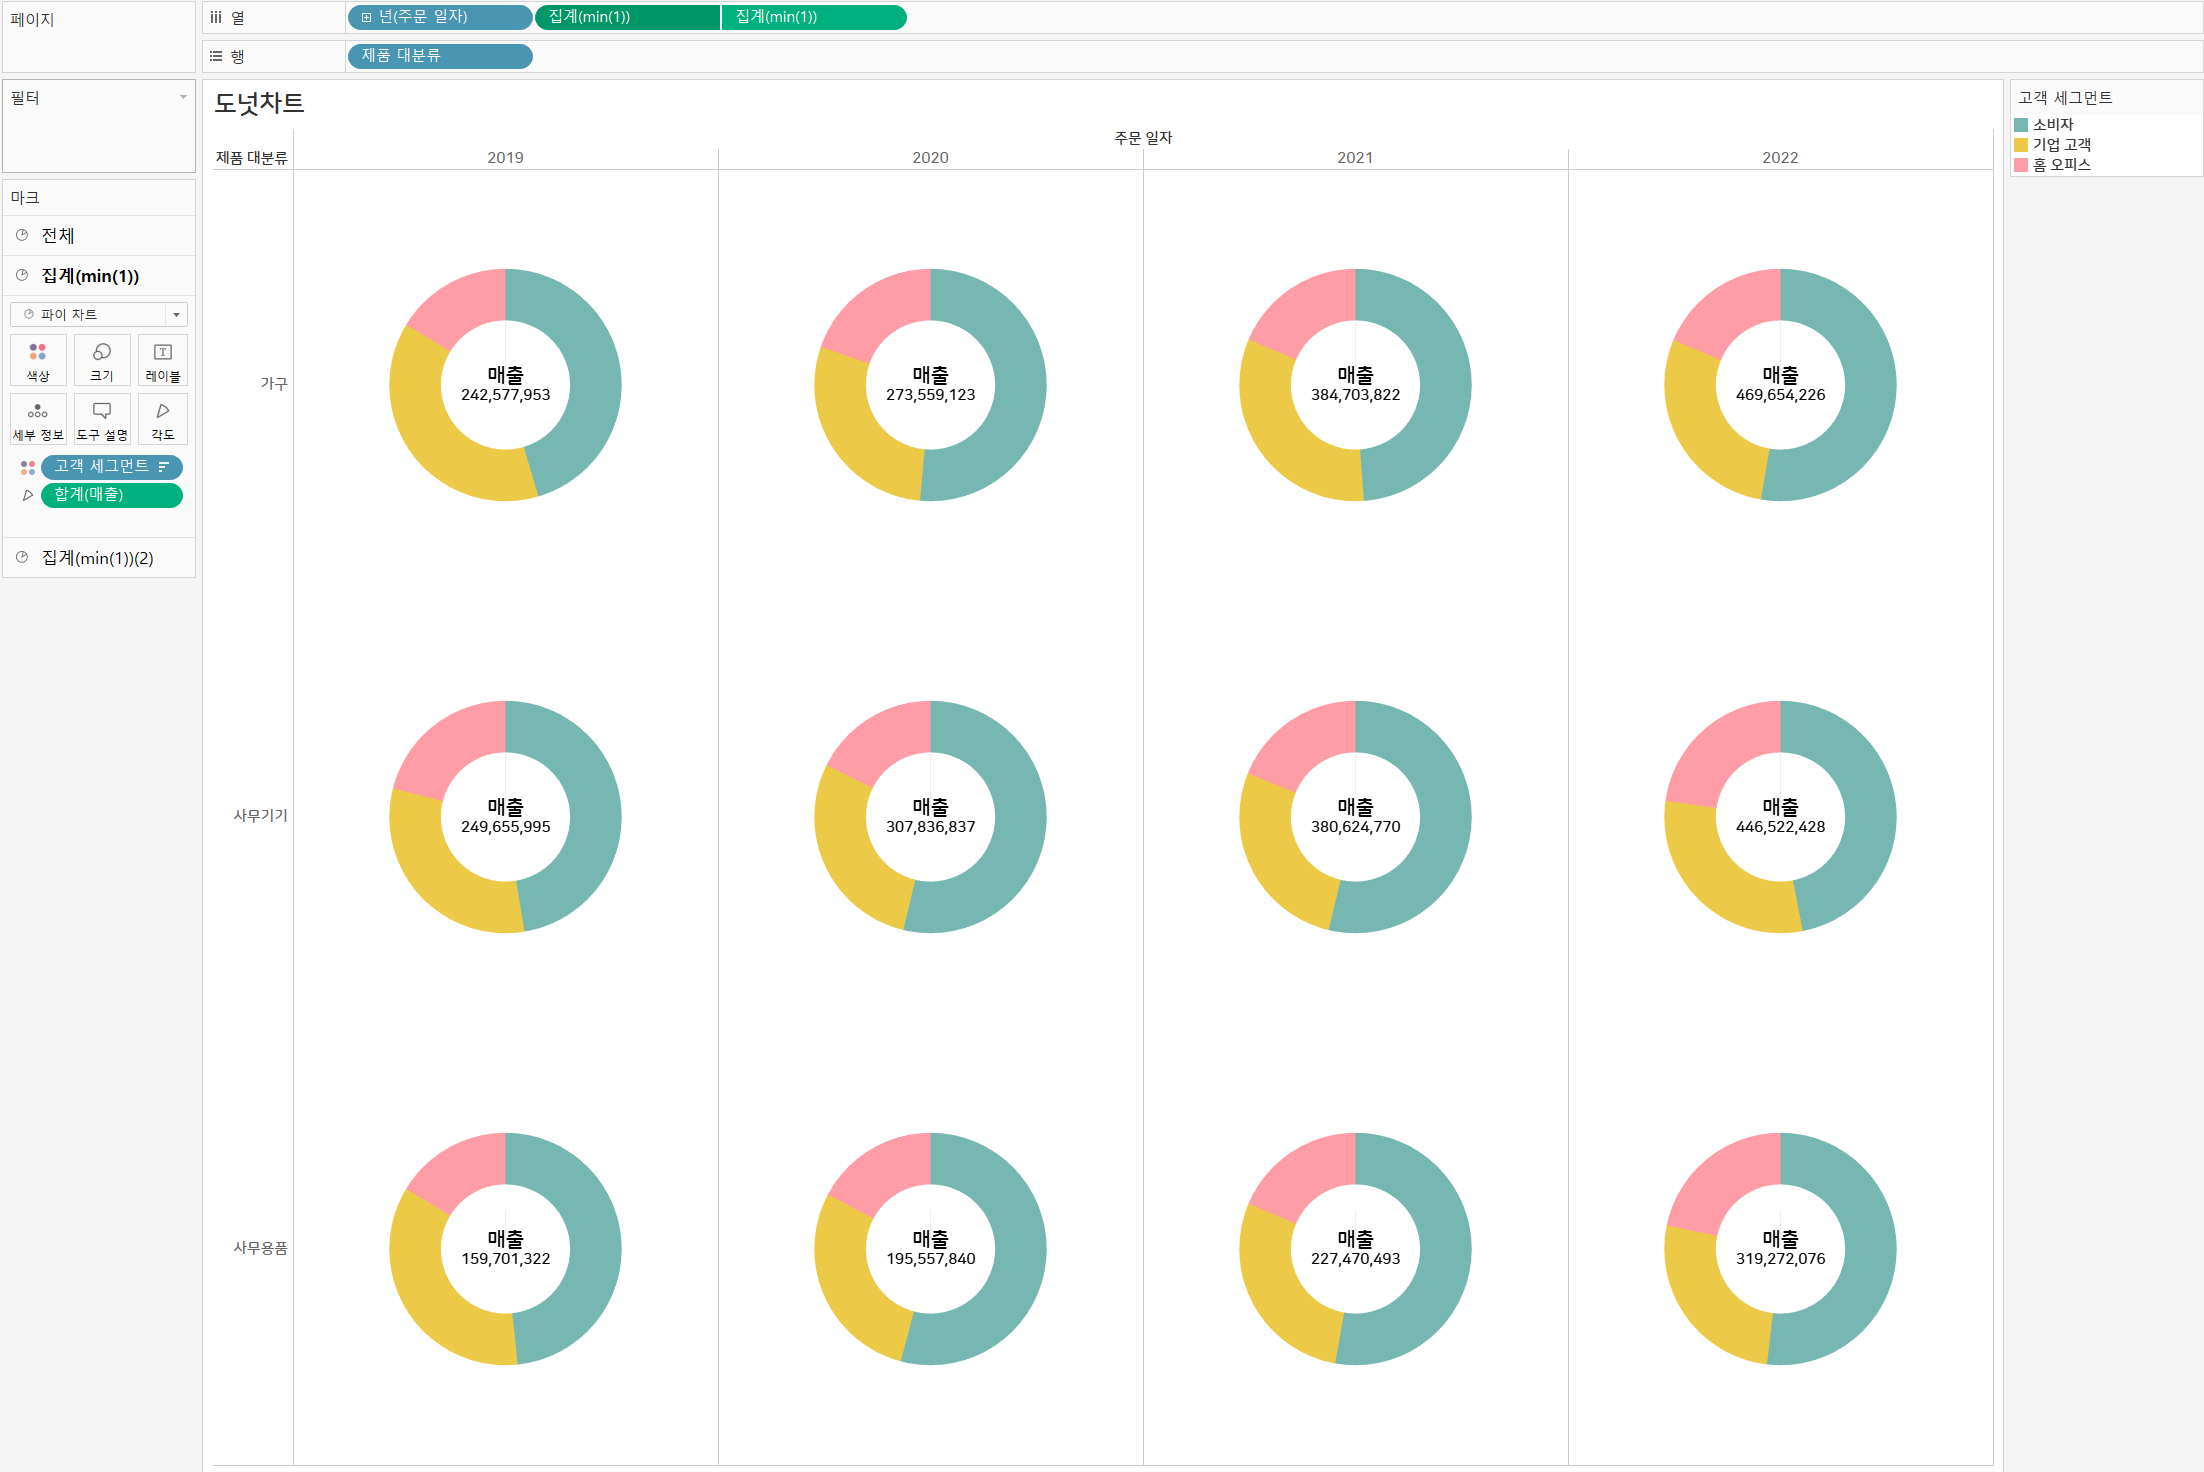 페이지
열
년(주문 일자)
집계(min(1))
집계(min(1))
행
제품 대분류
필터
마크
전체
집계(min(1))
파이 차트
색상
크기
레이블
세부 정보
도구 설명
각도
고객 세그먼트
합계(매출)
집계(min(1))(2)
도넛차트
주문 일자
제품 대분류
2019
2020
2021
2022
가구
매출
242,577,953
매출
273,559,123
매출
384,703,822
매출
469,654,226
사무기기
매출
249,655,995
매출
307,836,837
매출
380,624,770
매출
446,522,428
사무용품
매출
159,701,322
매출
195,557,840
매출
227,470,493
매출
319,272,076
고객 세그먼트
소비자
기업 고객
홈 오피스